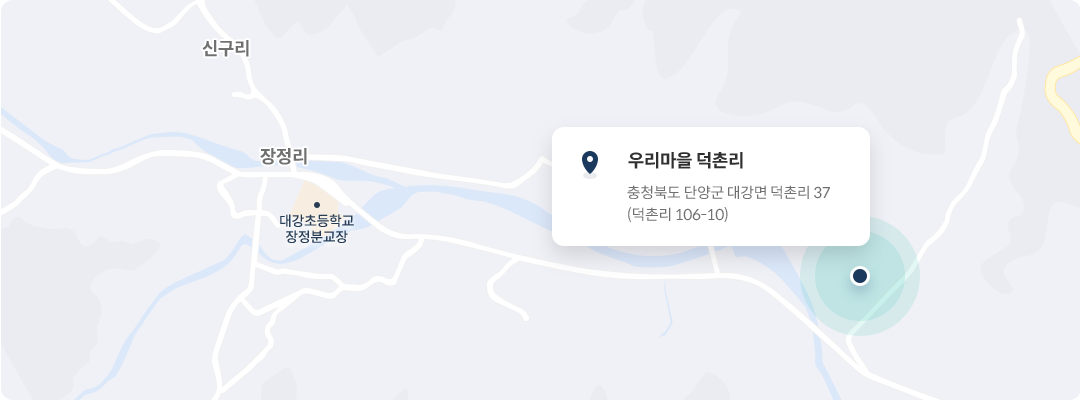 신구리
장정리
대강초등학교
장정분교장
우리마을 덕촌리
충청북도 단양군 대강면 덕촌리 37
(덕촌리 106-10)